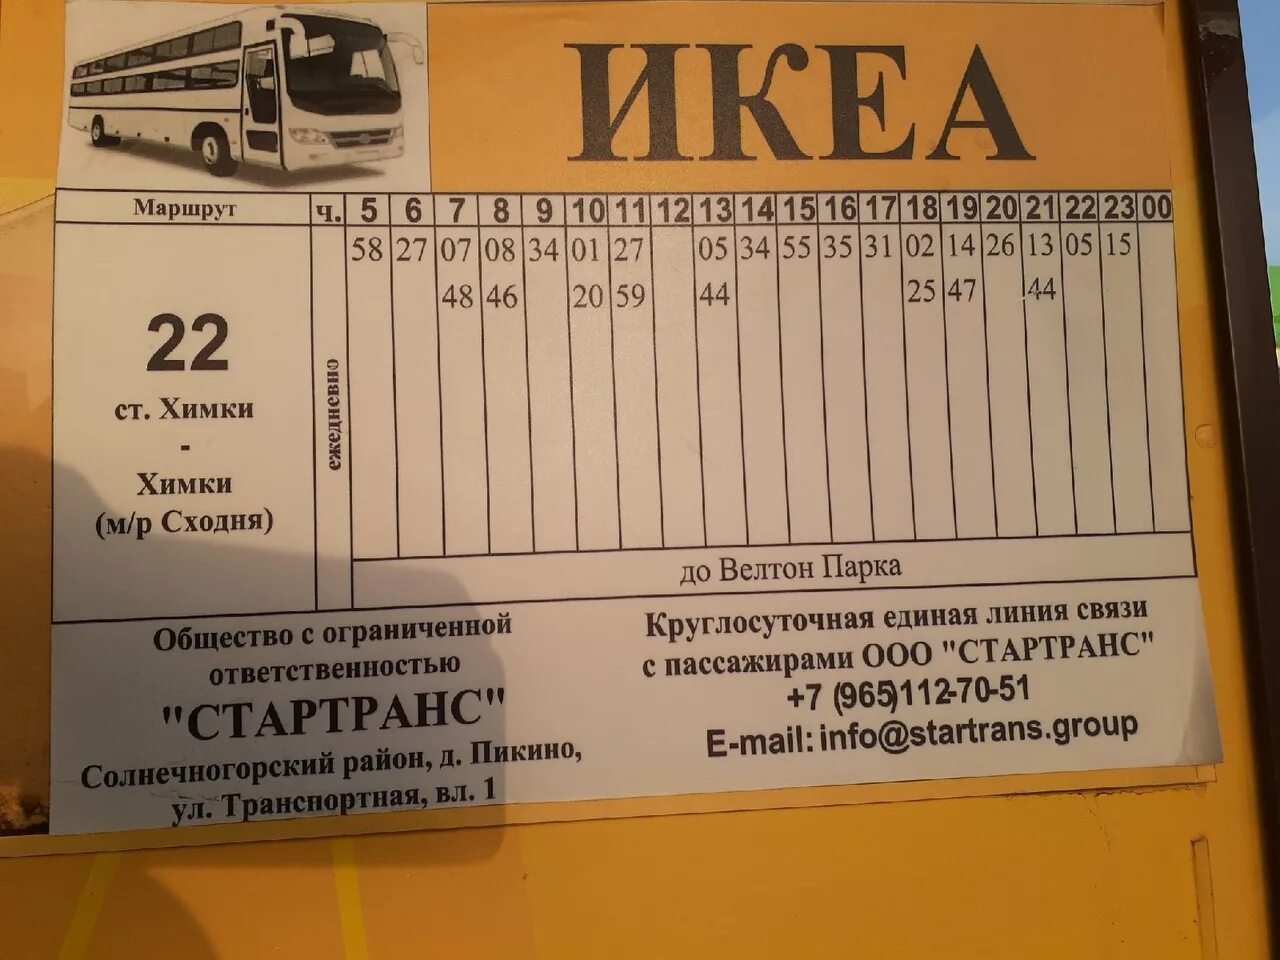 ИКЕА
Маршрут ч. 5 6 7 8 9 10 11 12 13 14 15 16 17 18 19 20 21 22 23 00
58 27 07 08 34 01 27 05 34 55 35 31 02 14 26 13 05 15
48 46 20 59 44 25 47 44
22
ст. Химки
-
Химки
(м/р Сходня)
ежедневно
до Велтон Парка
Общество с ограниченной
ответственностью
"СТАРТРАНС"
Солнечногорский район, д. Пикино,
ул. Транспортная, вл. 1
Круглосуточная единая линия связи
с пассажирами ООО "СТАРТРАНС"
+7 (965)112-70-51
E-mail: info@startrans.group